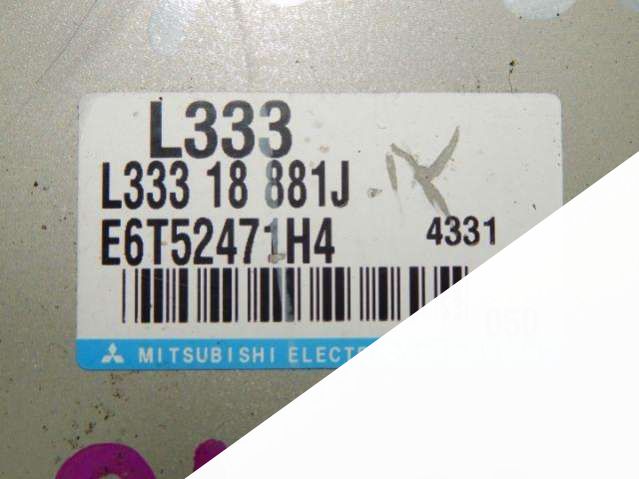 L333
L333 18 881J
E6T52471H4 4331
MITSUBISHI ELECT